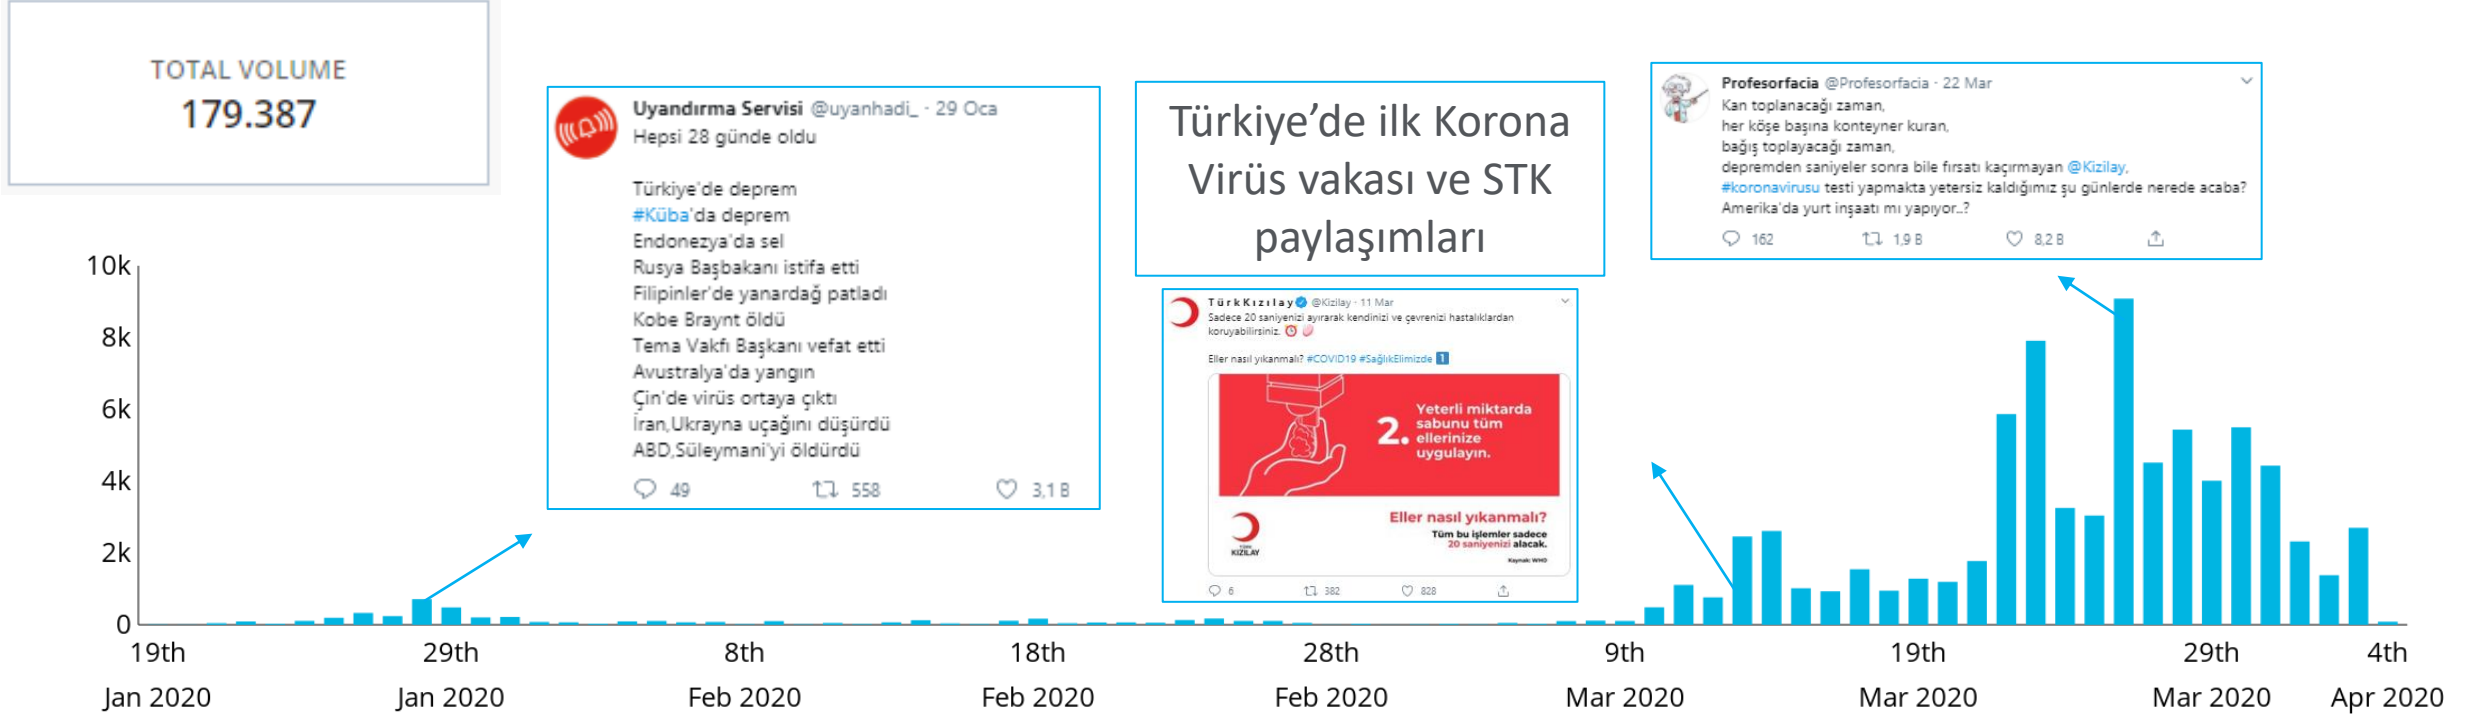 TOTAL VOLUME
179.387
Uyandırma Servisi @uyanhadi_ · 29 Oca
Hepsi 28 günde oldu
Türkiye'de deprem
#Küba'da deprem
Endonezya'da sel
Rusya Başbakanı istifa etti
Filipinler'de yanardağ patladı
Kobe Braynt öldü
Tema Vakfı Başkanı vefat etti
Avustralya'da yangın
Çin'de virüs ortaya çıktı
İran,Ukrayna uçağını düşürdü
ABD,Süleymani'yi öldürdü
49 558 3,1 B
Türkiye'de ilk Korona
Virüs vakası ve STK
paylaşımları
TürkKızılay @Kizilay · 11 Mar
Sadece 20 saniyenizi ayırarak kendinizi ve çevrenizi hastalıklardan
koruyabilirsiniz.
Eller nasıl yıkanmalı? #COVID19 #SağlıkElimizde 1
2.
Yeterli miktarda
sabunu tüm
ellerinize
uygulayın.
Eller nasıl yıkanmalı?
Tüm bu işlemler sadece
20 saniyenizi alacak.
Kaynak: WHO
TÜRK
KIZILAY
6 382 828
Profesorfacia @Profesorfacia · 22 Mar
Kan toplanacağı zaman,
her köşe başına konteyner kuran,
bağış toplayacağı zaman,
depremden saniyeler sonra bile fırsatı kaçırmayan @Kizilay,
#koronavirusu testi yapmakta yetersiz kaldığımız şu günlerde nerede acaba?
Amerika'da yurt inşaatı mı yapıyor..?
162 1,9 B 8,2 B
10k
8k
6k
4k
2k
0
19th 29th 8th 18th 28th 9th 19th 29th 4th
Jan 2020 Jan 2020 Feb 2020 Feb 2020 Feb 2020 Mar 2020 Mar 2020 Mar 2020 Apr 2020